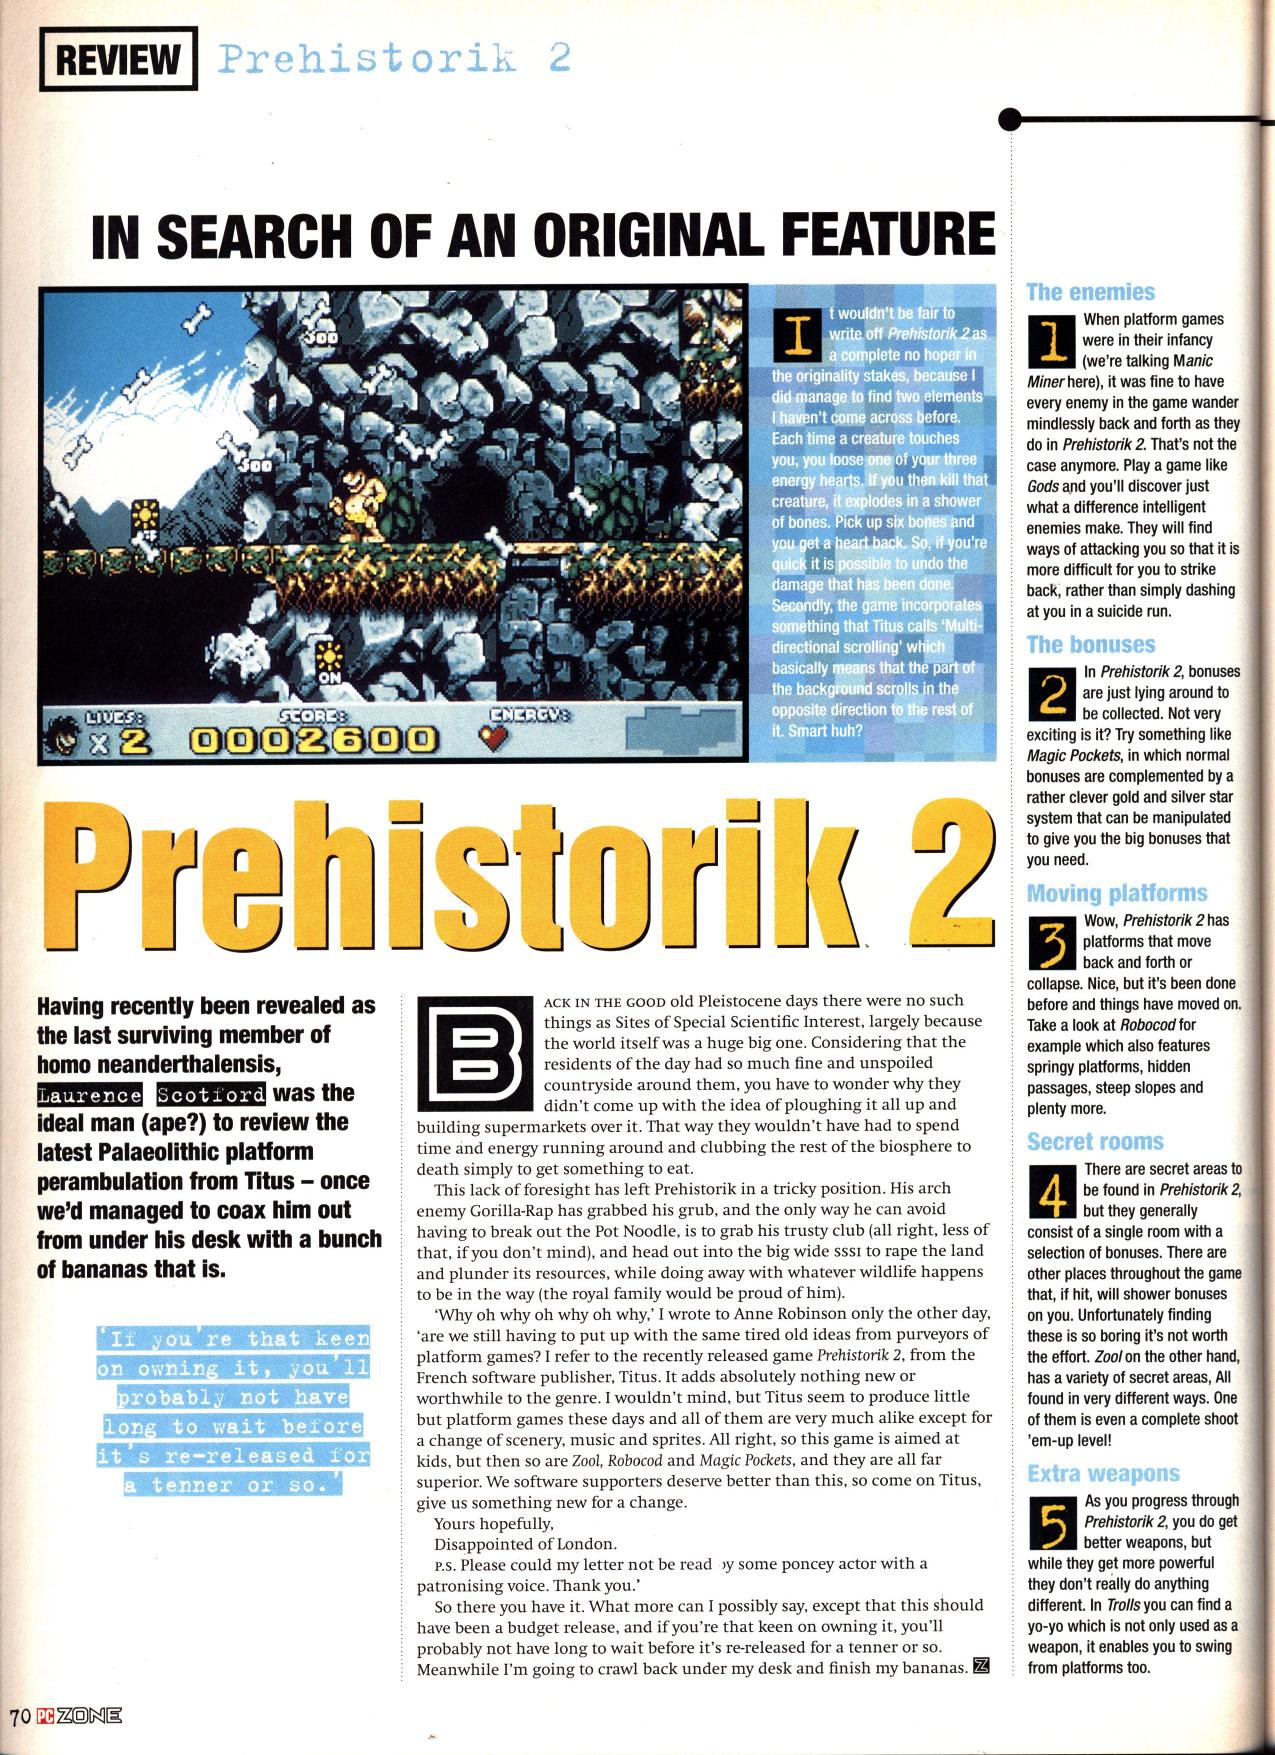 REVIEW Prehistorik 2
IN SEARCH OF AN ORIGINAL FEATURE
300
300
ON
LIVES:
X 2
SCORE:
0002600
ENERGY:
It wouldn't be fair to
write off Prehistorik 2 as
a complete no hoper in
the originality stakes, because I
did manage to find two elements
I haven't come across before.
Each time a creature touches
you, you loose one of your three
energy hearts. If you then kill that
creature, it explodes in a shower
of bones. Pick up six bones and
you get a heart back. So, if you're
quick it is possible to undo the
damage that has been done.
Secondly, the game incorporates
something that Titus calls 'Multi-
directional scrolling' which
basically means that the part of
the background scrolls in the
opposite direction to the rest of
it. Smart huh?
Prehistorik 2
Having recently been revealed as
the last surviving member of
homo neanderthalensis,
Laurence Scotford was the
ideal man (ape?) to review the
latest Palaeolithic platform
perambulation from Titus – once
we'd managed to coax him out
from under his desk with a bunch
of bananas that is.
'If you're that keen
on owning it, you'll
probably not have
long to wait before
it's re-released for
a tenner or so.'
BACK IN THE GOOD old Pleistocene days there were no such
things as Sites of Special Scientific Interest, largely because
the world itself was a huge big one. Considering that the
residents of the day had so much fine and unspoiled
countryside around them, you have to wonder why they
didn't come up with the idea of ploughing it all up and
building supermarkets over it. That way they wouldn't have had to spend
time and energy running around and clubbing the rest of the biosphere to
death simply to get something to eat.
This lack of foresight has left Prehistorik in a tricky position. His arch
enemy Gorilla-Rap has grabbed his grub, and the only way he can avoid
having to break out the Pot Noodle, is to grab his trusty club (all right, less of
that, if you don't mind), and head out into the big wide SSSI to rape the land
and plunder its resources, while doing away with whatever wildlife happens
to be in the way (the royal family would be proud of him).
'Why oh why oh why oh why,' I wrote to Anne Robinson only the other day,
'are we still having to put up with the same tired old ideas from purveyors of
platform games? I refer to the recently released game Prehistorik 2, from the
French software publisher, Titus. It adds absolutely nothing new or
worthwhile to the genre. I wouldn't mind, but Titus seem to produce little
but platform games these days and all of them are very much alike except for
a change of scenery, music and sprites. All right, so this game is aimed at
kids, but then so are Zool, Robocod and Magic Pockets, and they are all far
superior. We software supporters deserve better than this, so come on Titus,
give us something new for a change.
Yours hopefully,
Disappointed of London.
P.S. Please could my letter not be read by some poncey actor with a
patronising voice. Thank you.'
So there you have it. What more can I possibly say, except that this should
have been a budget release, and if you're that keen on owning it, you'll
probably not have long to wait before it's re-released for a tenner or so.
Meanwhile I'm going to crawl back under my desk and finish my bananas. Z
The enemies
1 When platform games
were in their infancy
(we're talking Manic
Miner here), it was fine to have
every enemy in the game wander
mindlessly back and forth as they
do in Prehistorik 2. That's not the
case anymore. Play a game like
Gods and you'll discover just
what a difference intelligent
enemies make. They will find
ways of attacking you so that it is
more difficult for you to strike
back, rather than simply dashing
at you in a suicide run.
The bonuses
2 In Prehistorik 2, bonuses
are just lying around to
be collected. Not very
exciting is it? Try something like
Magic Pockets, in which normal
bonuses are complemented by a
rather clever gold and silver star
system that can be manipulated
to give you the big bonuses that
you need.
Moving platforms
3 Wow, Prehistorik 2 has
platforms that move
back and forth or
collapse. Nice, but it's been done
before and things have moved on.
Take a look at Robocod for
example which also features
springy platforms, hidden
passages, steep slopes and
plenty more.
Secret rooms
4 There are secret areas to
be found in Prehistorik 2,
but they generally
consist of a single room with a
selection of bonuses. There are
other places throughout the game
that, if hit, will shower bonuses
on you. Unfortunately finding
these is so boring it's not worth
the effort. Zool on the other hand,
has a variety of secret areas, All
found in very different ways. One
of them is even a complete shoot
'em-up level!
Extra weapons
5 As you progress through
Prehistorik 2, you do get
better weapons, but
while they get more powerful
they don't really do anything
different. In Trolls you can find a
yo-yo which is not only used as a
weapon, it enables you to swing
from platforms too.
70 PC ZONE